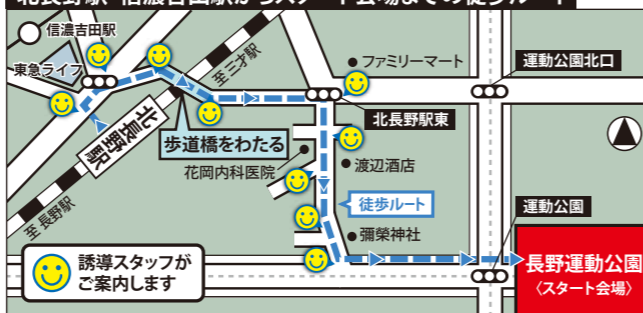 北長野駅・信濃吉田駅からスタート会場までの徒歩ルート
信濃吉田駅
東急ライフ
至三才駅
ファミリーマート
運動公園北口
北長野駅
歩道橋をわたる
北長野駅東
花岡内科医院
渡辺酒店
至長野駅
徒歩ルート
運動公園
彌榮神社
誘導スタッフが
ご案内します
長野運動公園
〈スタート会場〉